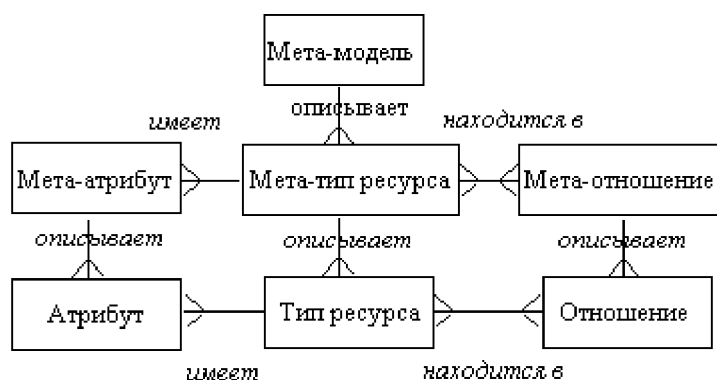 Мета-модель
описывает
имеет
находится в
Мета-атрибут
Мета-тип ресурса
Мета-отношение
описывает
описывает
описывает
Атрибут
Тип ресурса
Отношение
имеет
находится в